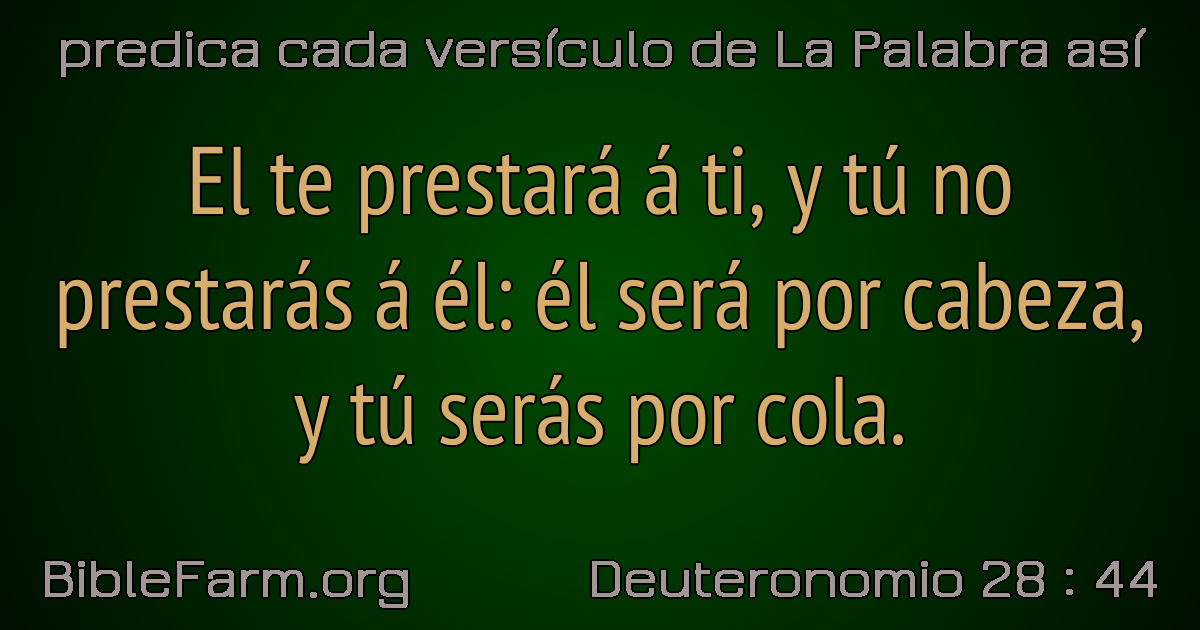 predica cada versículo de La Palabra así
El te prestará á ti, y tú no
prestarás á él: él será por cabeza,
y tú serás por cola.
BibleFarm.org
Deuteronomio 28 : 44